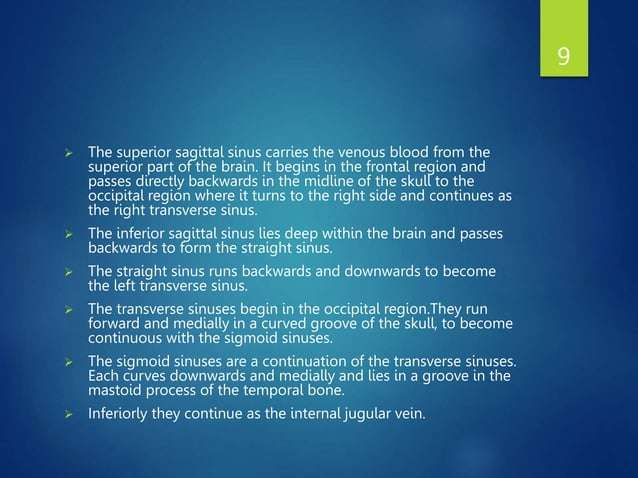 9
➤ The superior sagittal sinus carries the venous blood from the
superior part of the brain. It begins in the frontal region and
passes directly backwards in the midline of the skull to the
occipital region where it turns to the right side and continues as
the right transverse sinus.
➤ The inferior sagittal sinus lies deep within the brain and passes
backwards to form the straight sinus.
➤ The straight sinus runs backwards and downwards to become
the left transverse sinus.
➤ The transverse sinuses begin in the occipital region.They run
forward and medially in a curved groove of the skull, to become
continuous with the sigmoid sinuses.
➤ The sigmoid sinuses are a continuation of the transverse sinuses.
Each curves downwards and medially and lies in a groove in the
mastoid process of the temporal bone.
➤ Inferiorly they continue as the internal jugular vein.